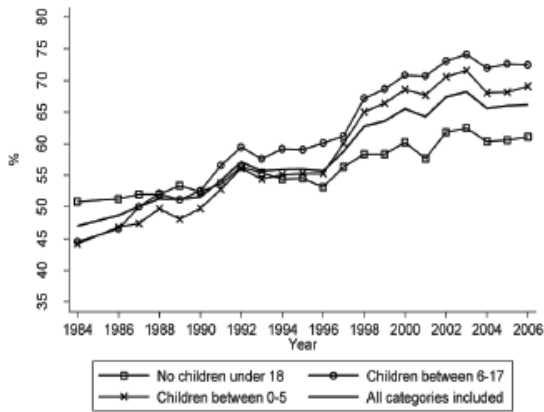 80
75
70
65
60
55
50
45
40
35
%
1984 1986 1988 1990 1992 1994 1996 1998 2000 2002 2004 2006
Year
No children under 18 Children between 6-17
Children between 0-5 All categories included